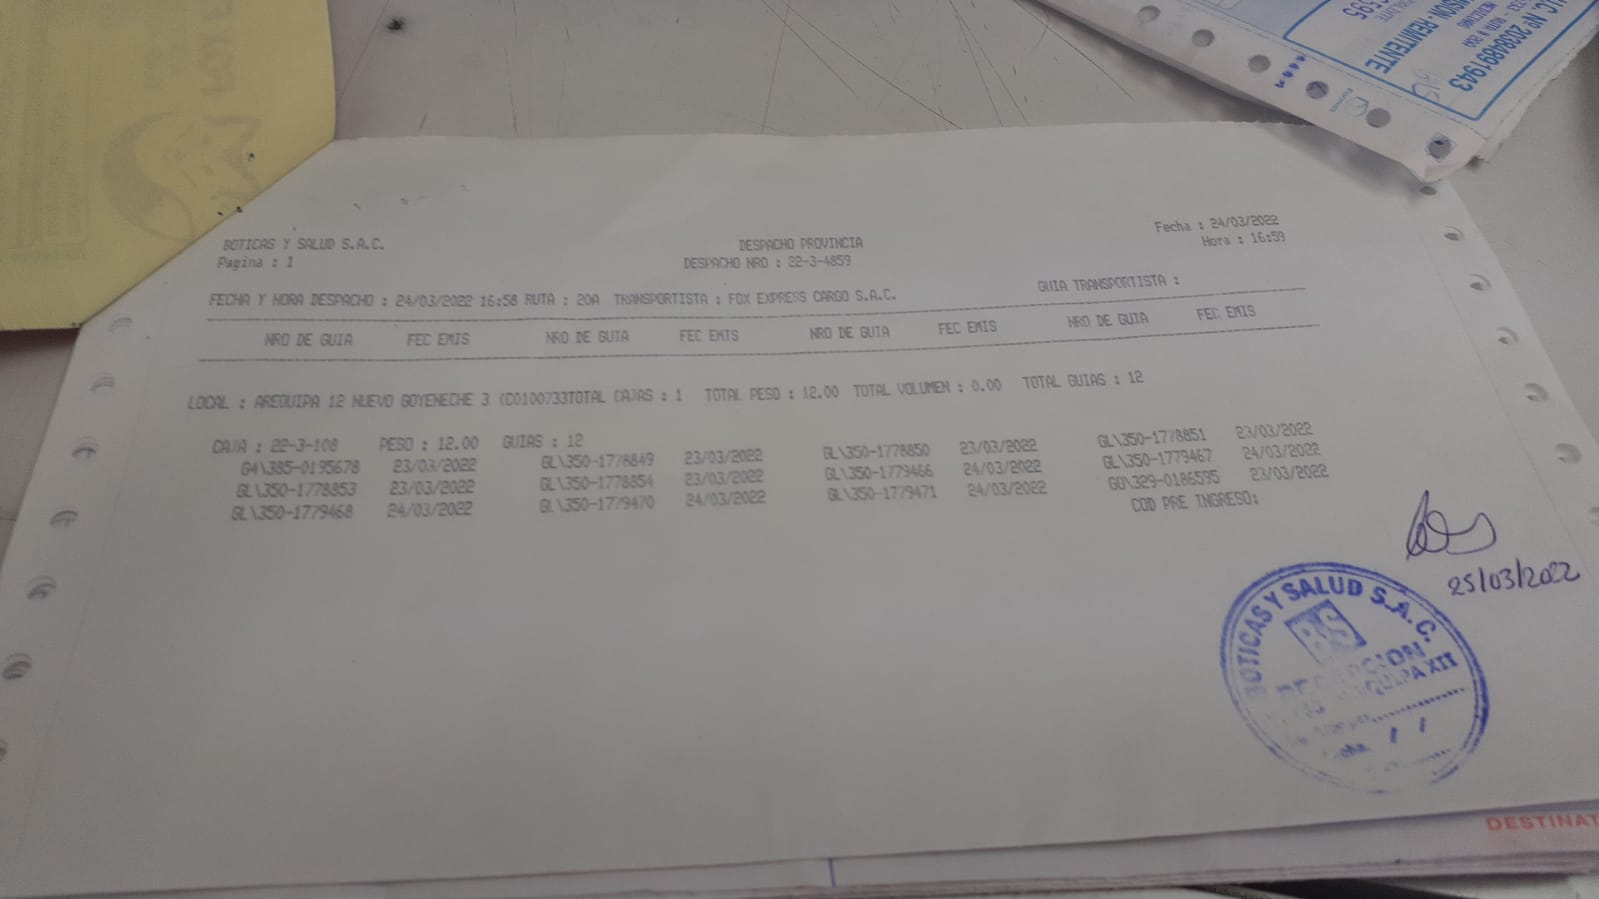 BOTICAS Y SALUD S.A.C.
Pagina : 1
DESPACHO PROVINCIA
DESPACHO NRO : 22-3-4859
Fecha : 24/03/2022
Hora : 16:59
FECHA Y HORA DESPACHO : 24/03/2022 16:58 RUTA : 20A TRANSPORTISTA : FOX EXPRESS CARGO S.A.C. GUIA TRANSPORTISTA :
NRO DE GUIA FEC EMIS NRO DE GUIA FEC EMIS NRO DE GUIA FEC EMIS NRO DE GUIA FEC EMIS
LOCAL : AREQUIPA 12 NUEVO GOYENECHE 3 (C0100733TOTAL CAJAS : 1 TOTAL PESO : 12.00 TOTAL VOLUMEN : 0.00 TOTAL GUIAS : 12
CAJA : 22-3-108 PESO : 12.00 GUIAS : 12
G4\385-0195678 23/03/2022 GL\350-1778849 23/03/2022 GL\350-1778850 23/03/2022 GL\350-1778851 23/03/2022
GL\350-1778853 23/03/2022 GL\350-1778854 23/03/2022 GL\350-1779466 24/03/2022 GL\350-1779467 24/03/2022
GL\350-1779468 24/03/2022 GL\350-1779470 24/03/2022 GL\350-1779471 24/03/2022 GO\329-0186595 23/03/2022
COD PRE INGRESO:
25/03/2022
BOTICAS Y SALUD S.A.C.
BS
RECEPCION
AREQUIPA XII
DESTINAT
U.C. Nº 20384891943
REMITENTE
FOX E